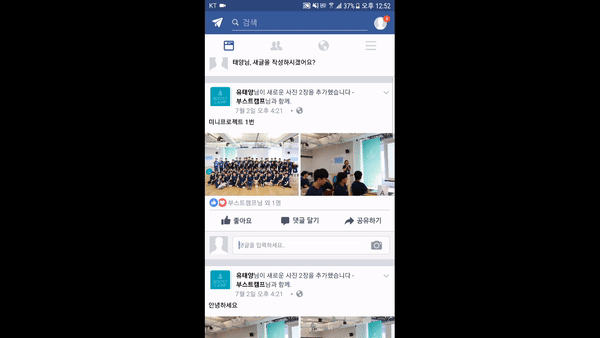 KT 37% 오후 12:52
검색
태양님, 새글을 작성하시겠어요?
유태양님이 새로운 사진 2장을 추가했습니다 -
부스트캠프님과 함께.
7월 2일 오후 4:21
미니프로젝트 1번
부스트캠프님 외 1명
좋아요 댓글 달기 공유하기
댓글을 입력하세요..
유태양님이 새로운 사진 2장을 추가했습니다 -
부스트캠프님과 함께.
7월 2일 오후 4:21
안녕하세요